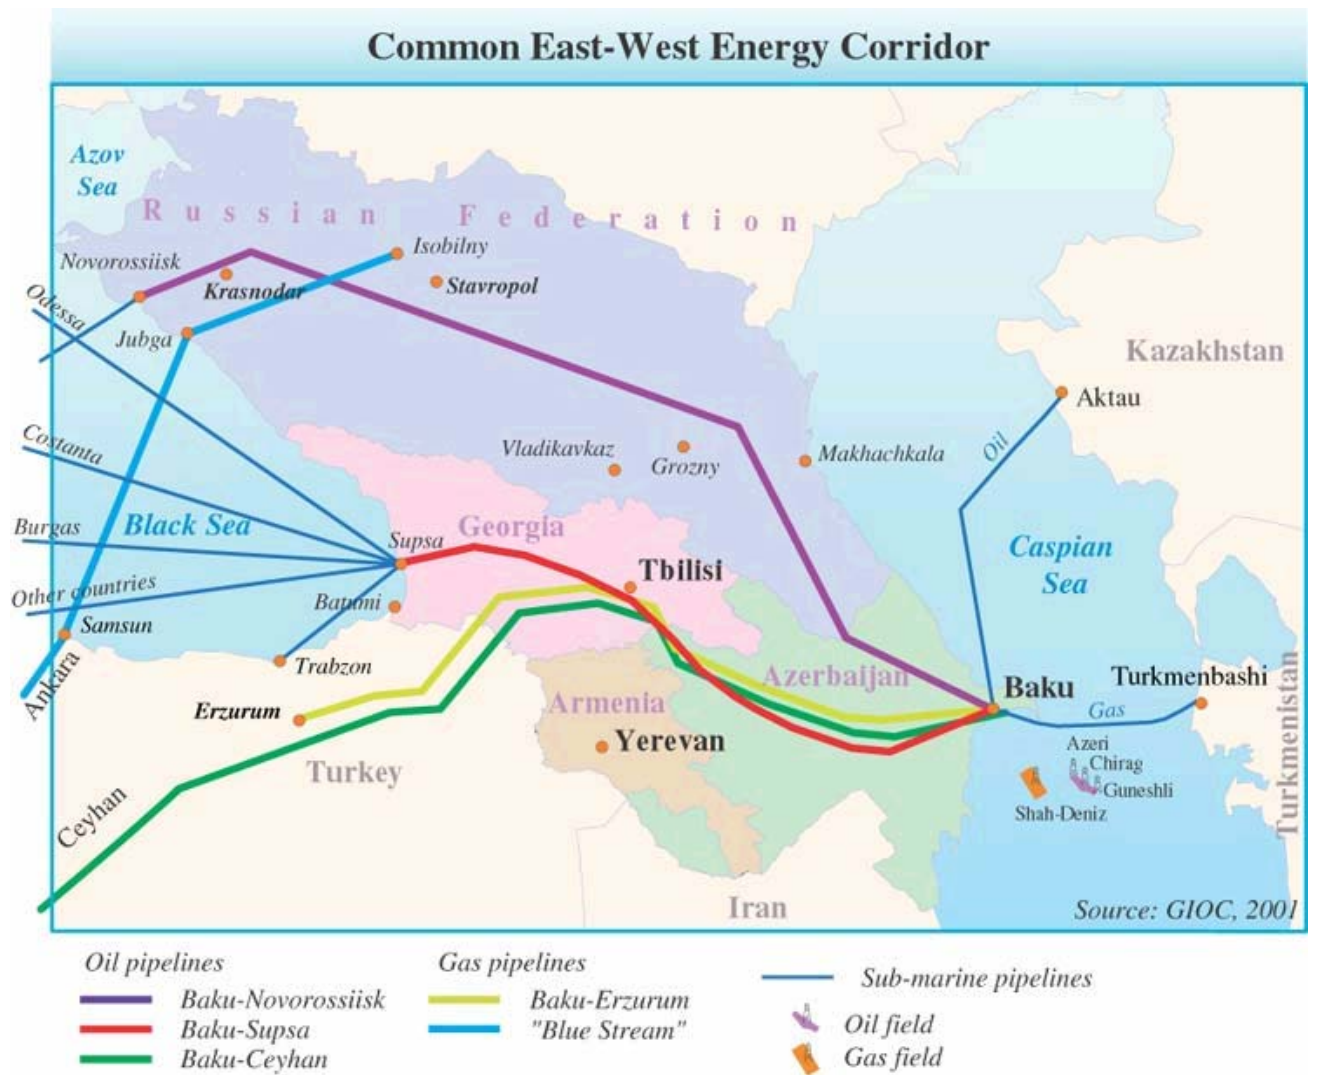 Common East-West Energy Corridor
Azov
Sea
Russian Federation
Isobilny
Novorossiisk
Krasnodar
Stavropol
Odessa
Jubga
Kazakhstan
Aktau
Oil
Costanta
Vladikavkaz
Grozny
Makhachkala
Burgas
Black Sea
Supsa
Georgia
Caspian
Sea
Tbilisi
Other countries
Batumi
Samsun
Trabzon
Ankara
Erzurum
Azerbaijan
Baku
Turkmenbashi
Gas
Armenia
Yerevan
Azeri
Chirag
Guneshli
Shah-Deniz
Turkmenistan
Turkey
Ceyhan
Iran
Source: GIOC, 2001
Oil pipelines
Baku-Novorossiisk
Baku-Supsa
Baku-Ceyhan
Gas pipelines
Baku-Erzurum
"Blue Stream"
Sub-marine pipelines
Oil field
Gas field